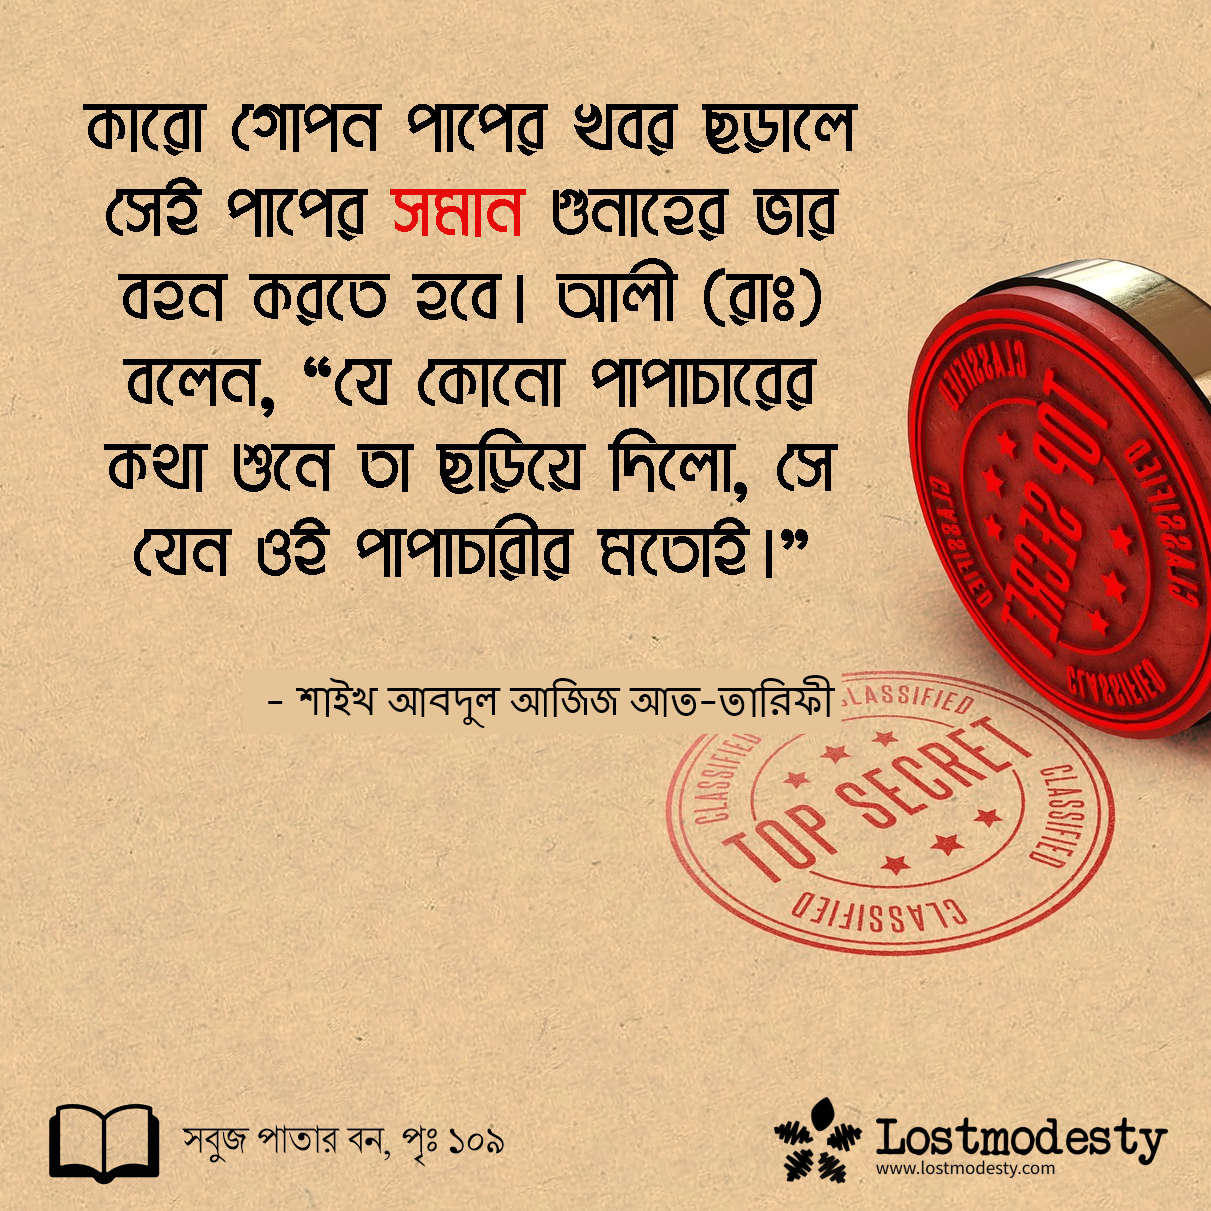 কারো গোপন পাপের খবর ছড়ালে
সেই পাপের সমান গুনাহের ভার
বহন করতে হবে। আলী (রাঃ)
বলেন, “যে কোনো পাপাচারের
কথা শুনে তা ছড়িয়ে দিলো, সে
যেন ওই পাপাচারীর মতোই।”
- শাইখ আবদুল আজিজ আত-তারিফী
CLASSIFIED
TOP SECRET
CLASSIFIED
CLASSIFIED
CLASSIFIED
CLASSIFIED
CLASSIFIED
TOP SECRET
CLASSIFIED
CLASSIFIED
CLASSIFIED
সবুজ পাতার বন, পৃঃ ১০৯
Lostmodesty
www.lostmodesty.com